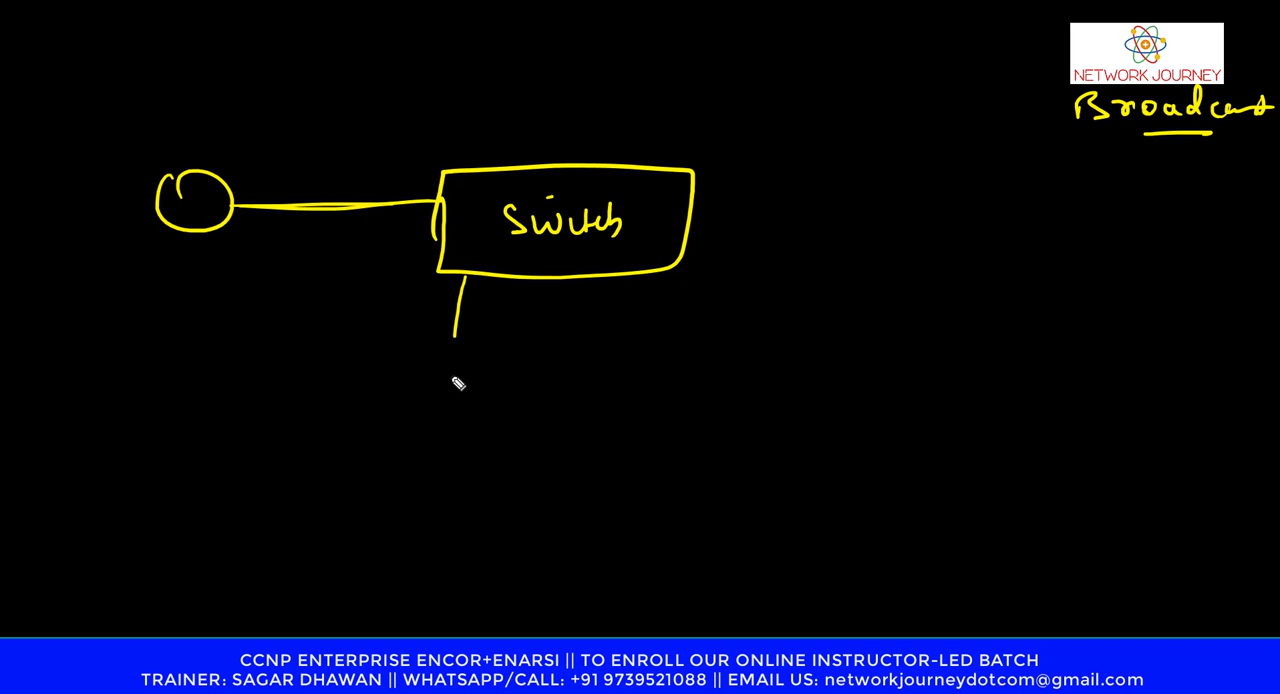 NETWORK JOURNEY
Broadcast
Switch
CCNP ENTERPRISE ENCOR+ENARSI || TO ENROLL OUR ONLINE INSTRUCTOR-LED BATCH
TRAINER: SAGAR DHAWAN || WHATSAPP/CALL: +91 9739521088 || EMAIL US: networkjourneydotcom@gmail.com